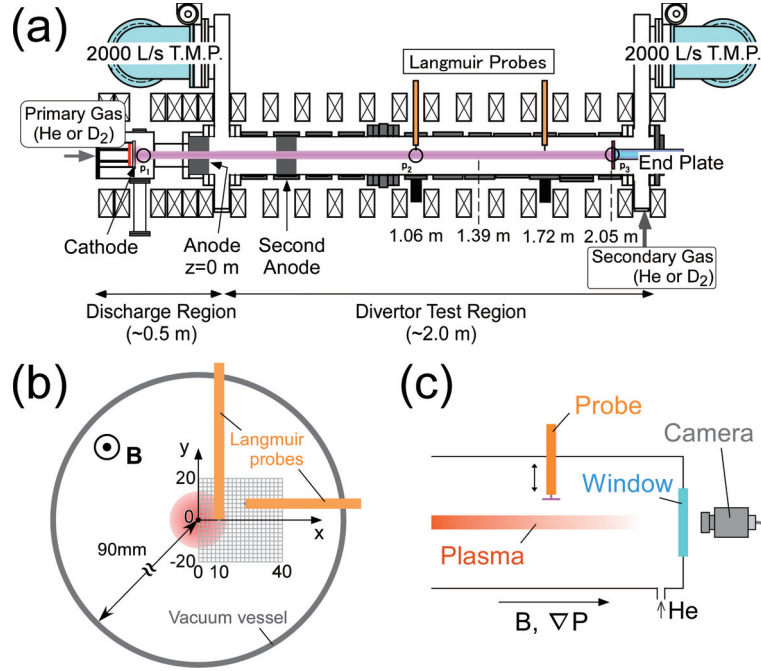 (a)
2000 L/s T.M.P.
2000 L/s T.M.P.
Langmuir Probes
Primary Gas
(He or D2)
p1
p2
p3
End Plate
Cathode
Anode
z=0 m
Second
Anode
1.06 m
1.39 m
1.72 m
2.05 m
Secondary Gas
(He or D2)
Discharge Region
(~0.5 m)
Divertor Test Region
(~2.0 m)
(b)
B
y
Langmuir
probes
20
0
-20
0
10
40
x
90mm
Vacuum vessel
(c)
Probe
Camera
Window
Plasma
He
B, ∇P